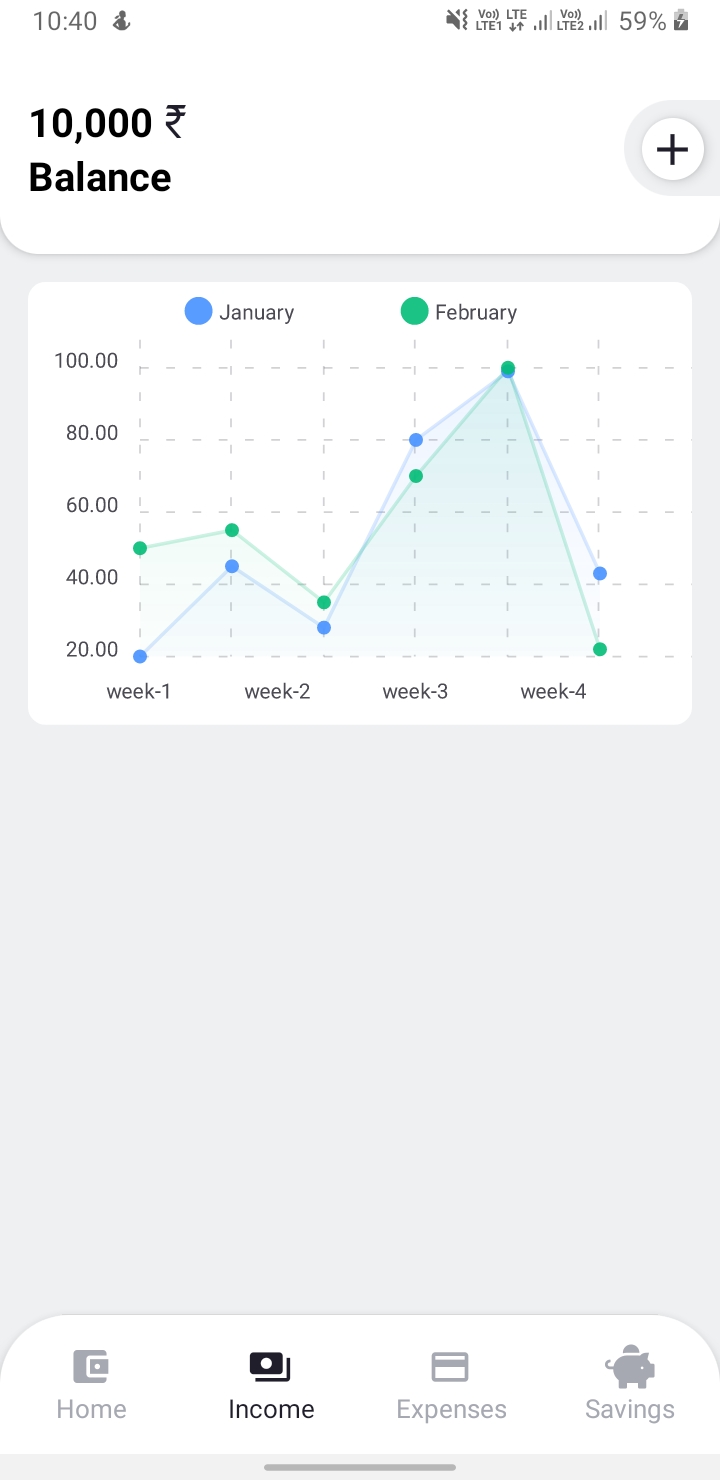 10:40 Vo)) LTE1 LTE Vo)) LTE2 59%
10,000 ₹
Balance
January February
100.00
80.00
60.00
40.00
20.00
week-1 week-2 week-3 week-4
Home Income Expenses Savings